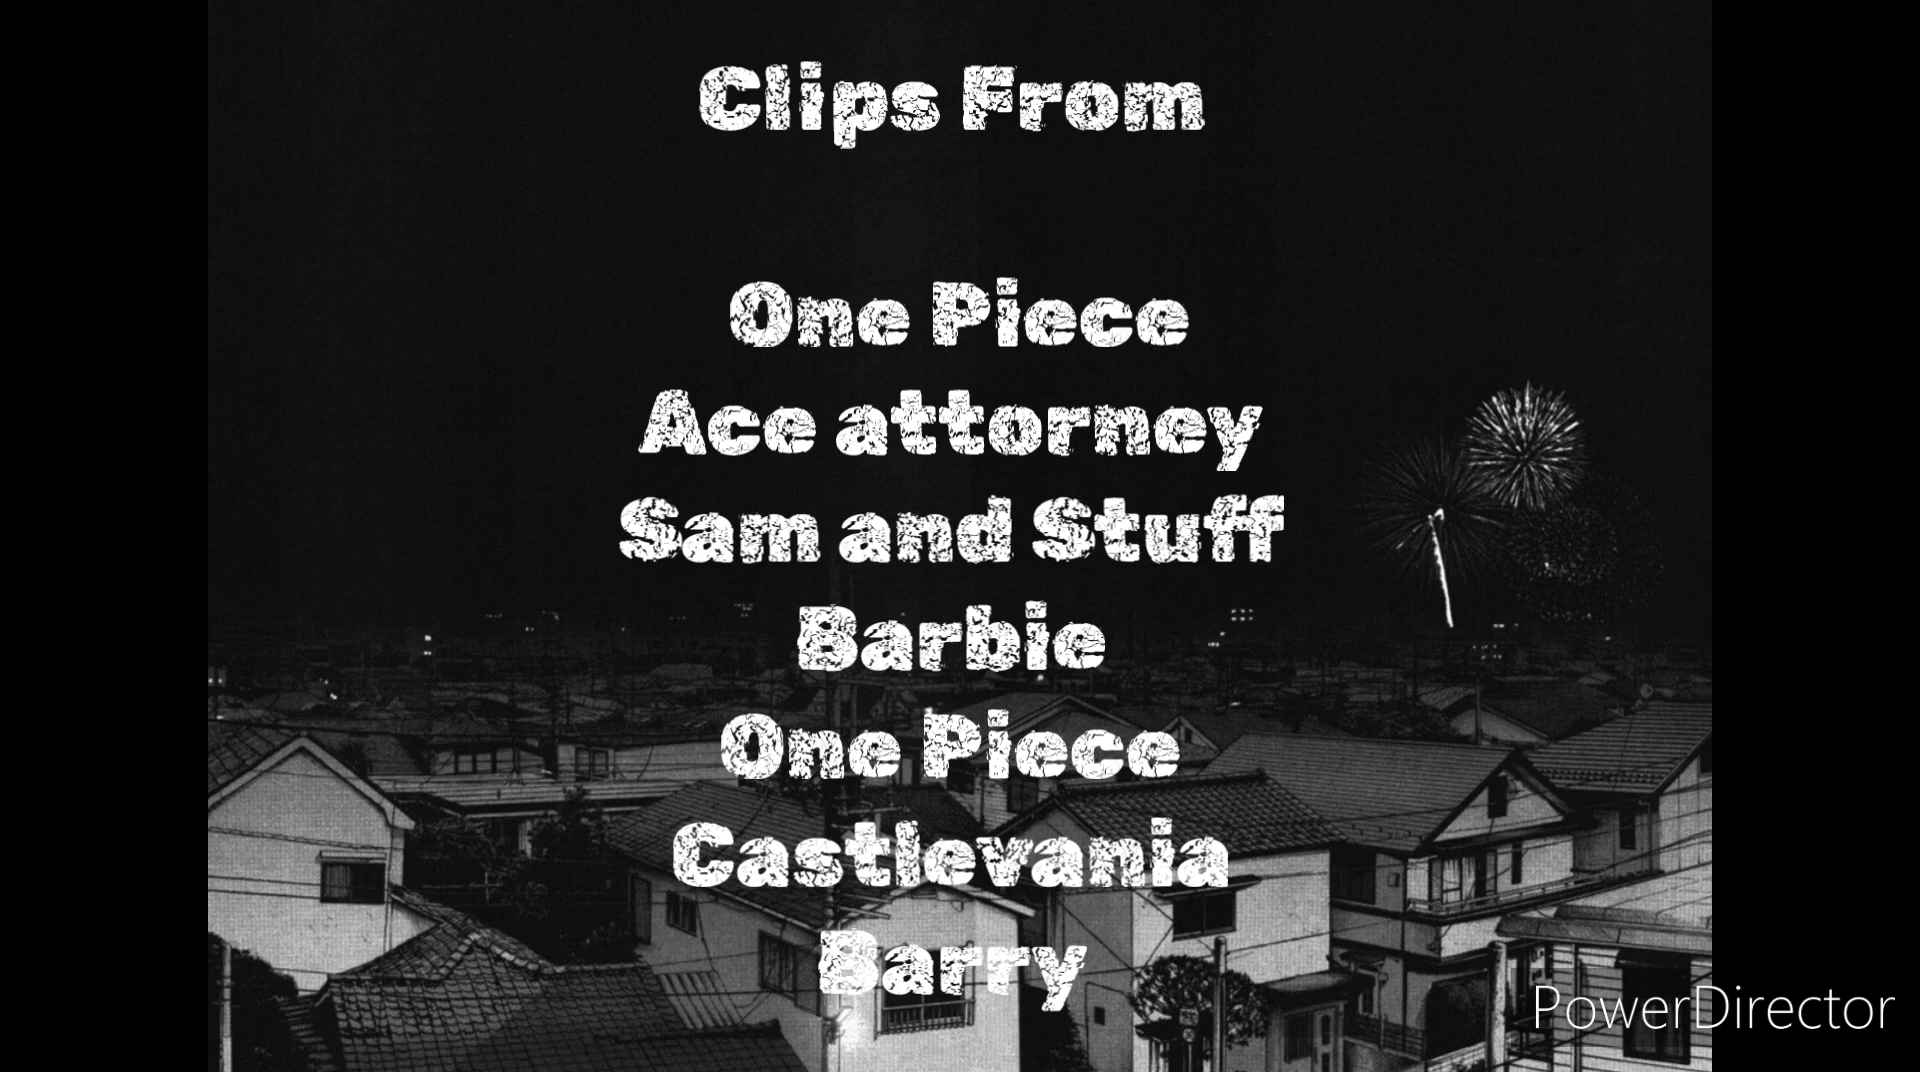 Clips From
One Piece
Ace attorney
Sam and Stuff
Barbie
One Piece
Castlevania
Barry
PowerDirector